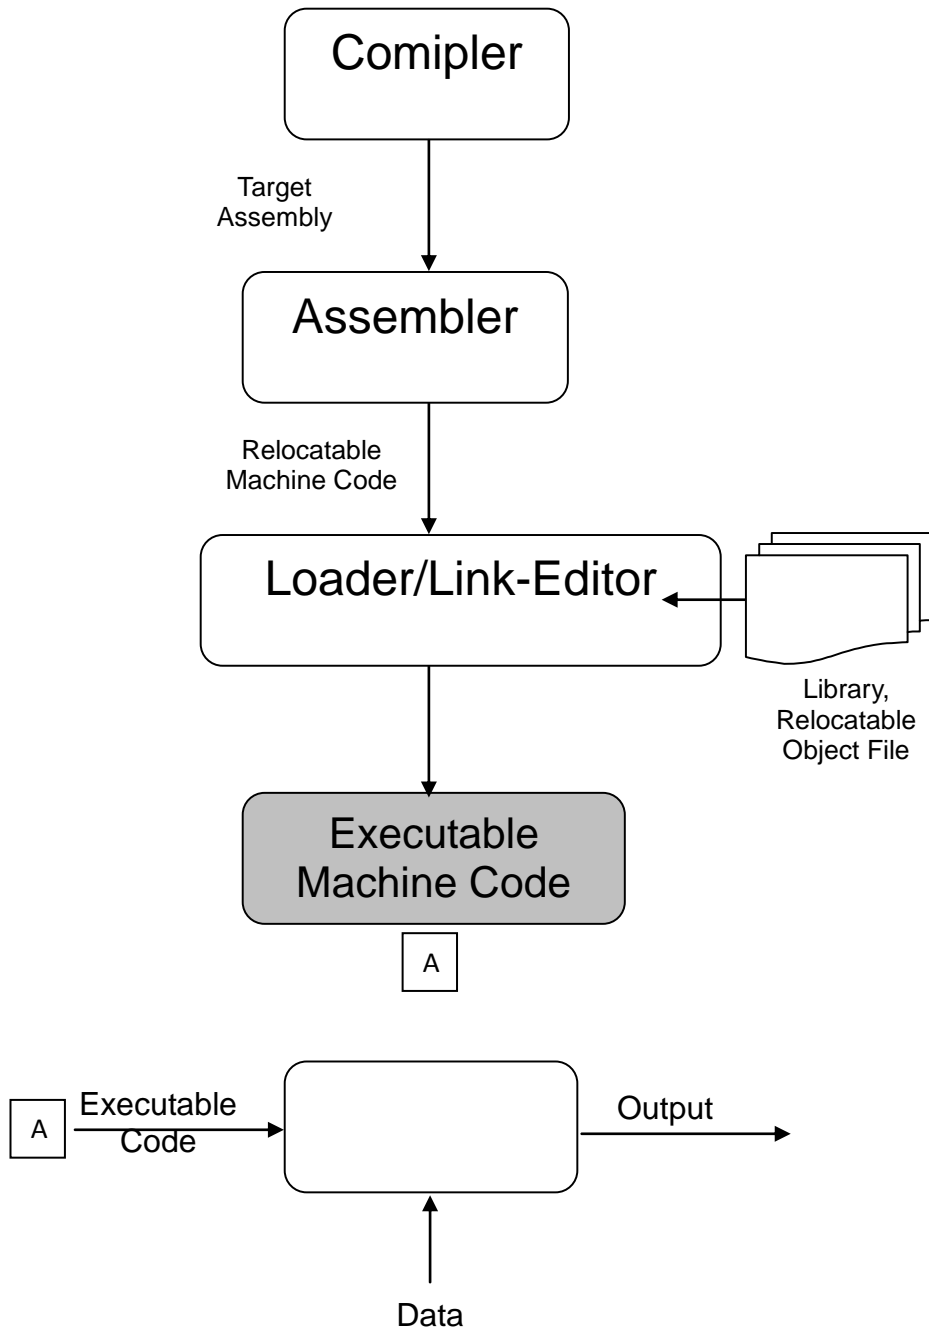 Comipler
Target
Assembly
Assembler
Relocatable
Machine Code
Loader/Link-Editor
Library,
Relocatable
Object File
Executable
Machine Code
A
A
Executable
Code
Output
Data